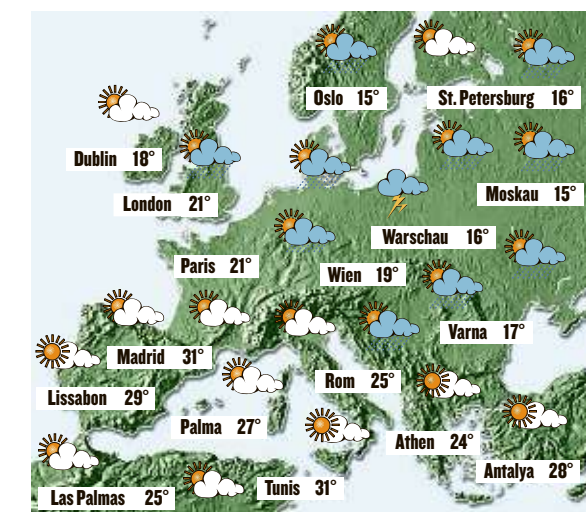 Oslo 15°
St. Petersburg 16°
Dublin 18°
Moskau 15°
London 21°
Warschau 16°
Paris 21°
Wien 19°
Varna 17°
Madrid 31°
Rom 25°
Lissabon 29°
Palma 27°
Athen 24°
Antalya 28°
Las Palmas 25°
Tunis 31°